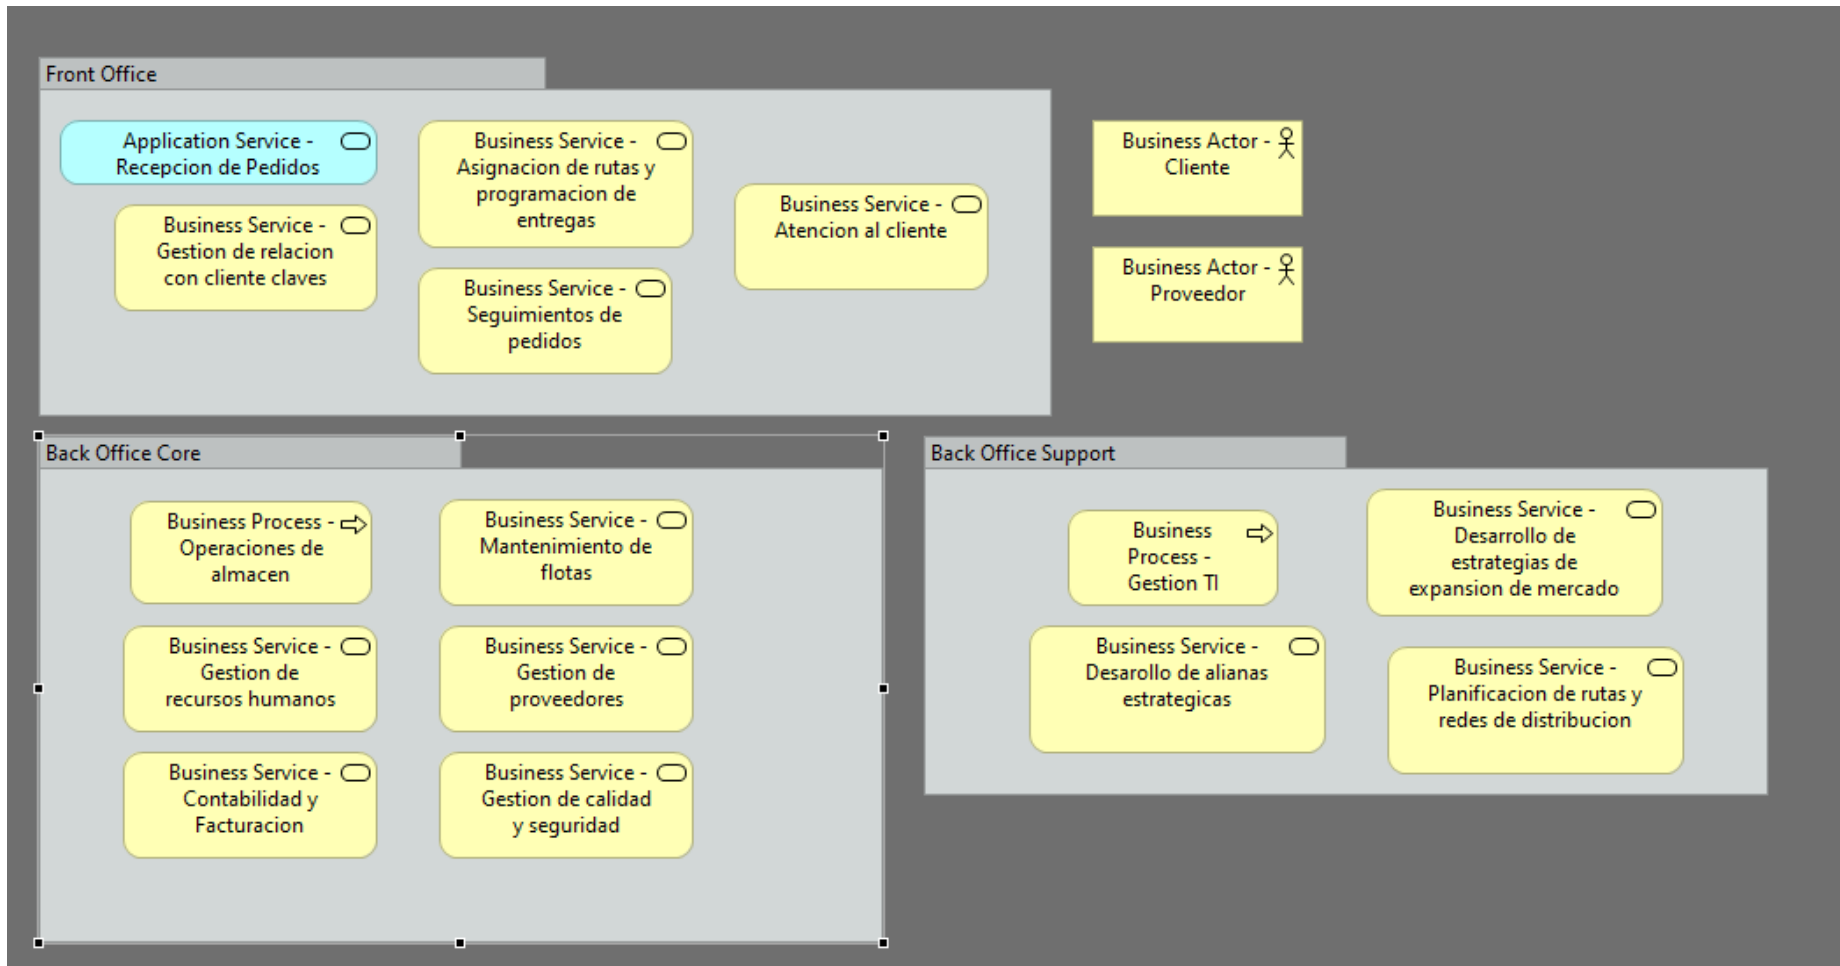 Front Office
Application Service -
Recepcion de Pedidos
Business Service -
Gestion de relacion
con cliente claves
Business Service -
Asignacion de rutas y
programacion de
entregas
Business Service -
Seguimientos de
pedidos
Business Service -
Atencion al cliente
Business Actor -
Cliente
Business Actor -
Proveedor
Back Office Core
Business Process -
Operaciones de
almacen
Business Service -
Mantenimiento de
flotas
Business Service -
Gestion de
recursos humanos
Business Service -
Gestion de
proveedores
Business Service -
Contabilidad y
Facturacion
Business Service -
Gestion de calidad
y seguridad
Back Office Support
Business
Process -
Gestion TI
Business Service -
Desarrollo de
estrategias de
expansion de mercado
Business Service -
Desarollo de alianas
estrategicas
Business Service -
Planificacion de rutas y
redes de distribucion